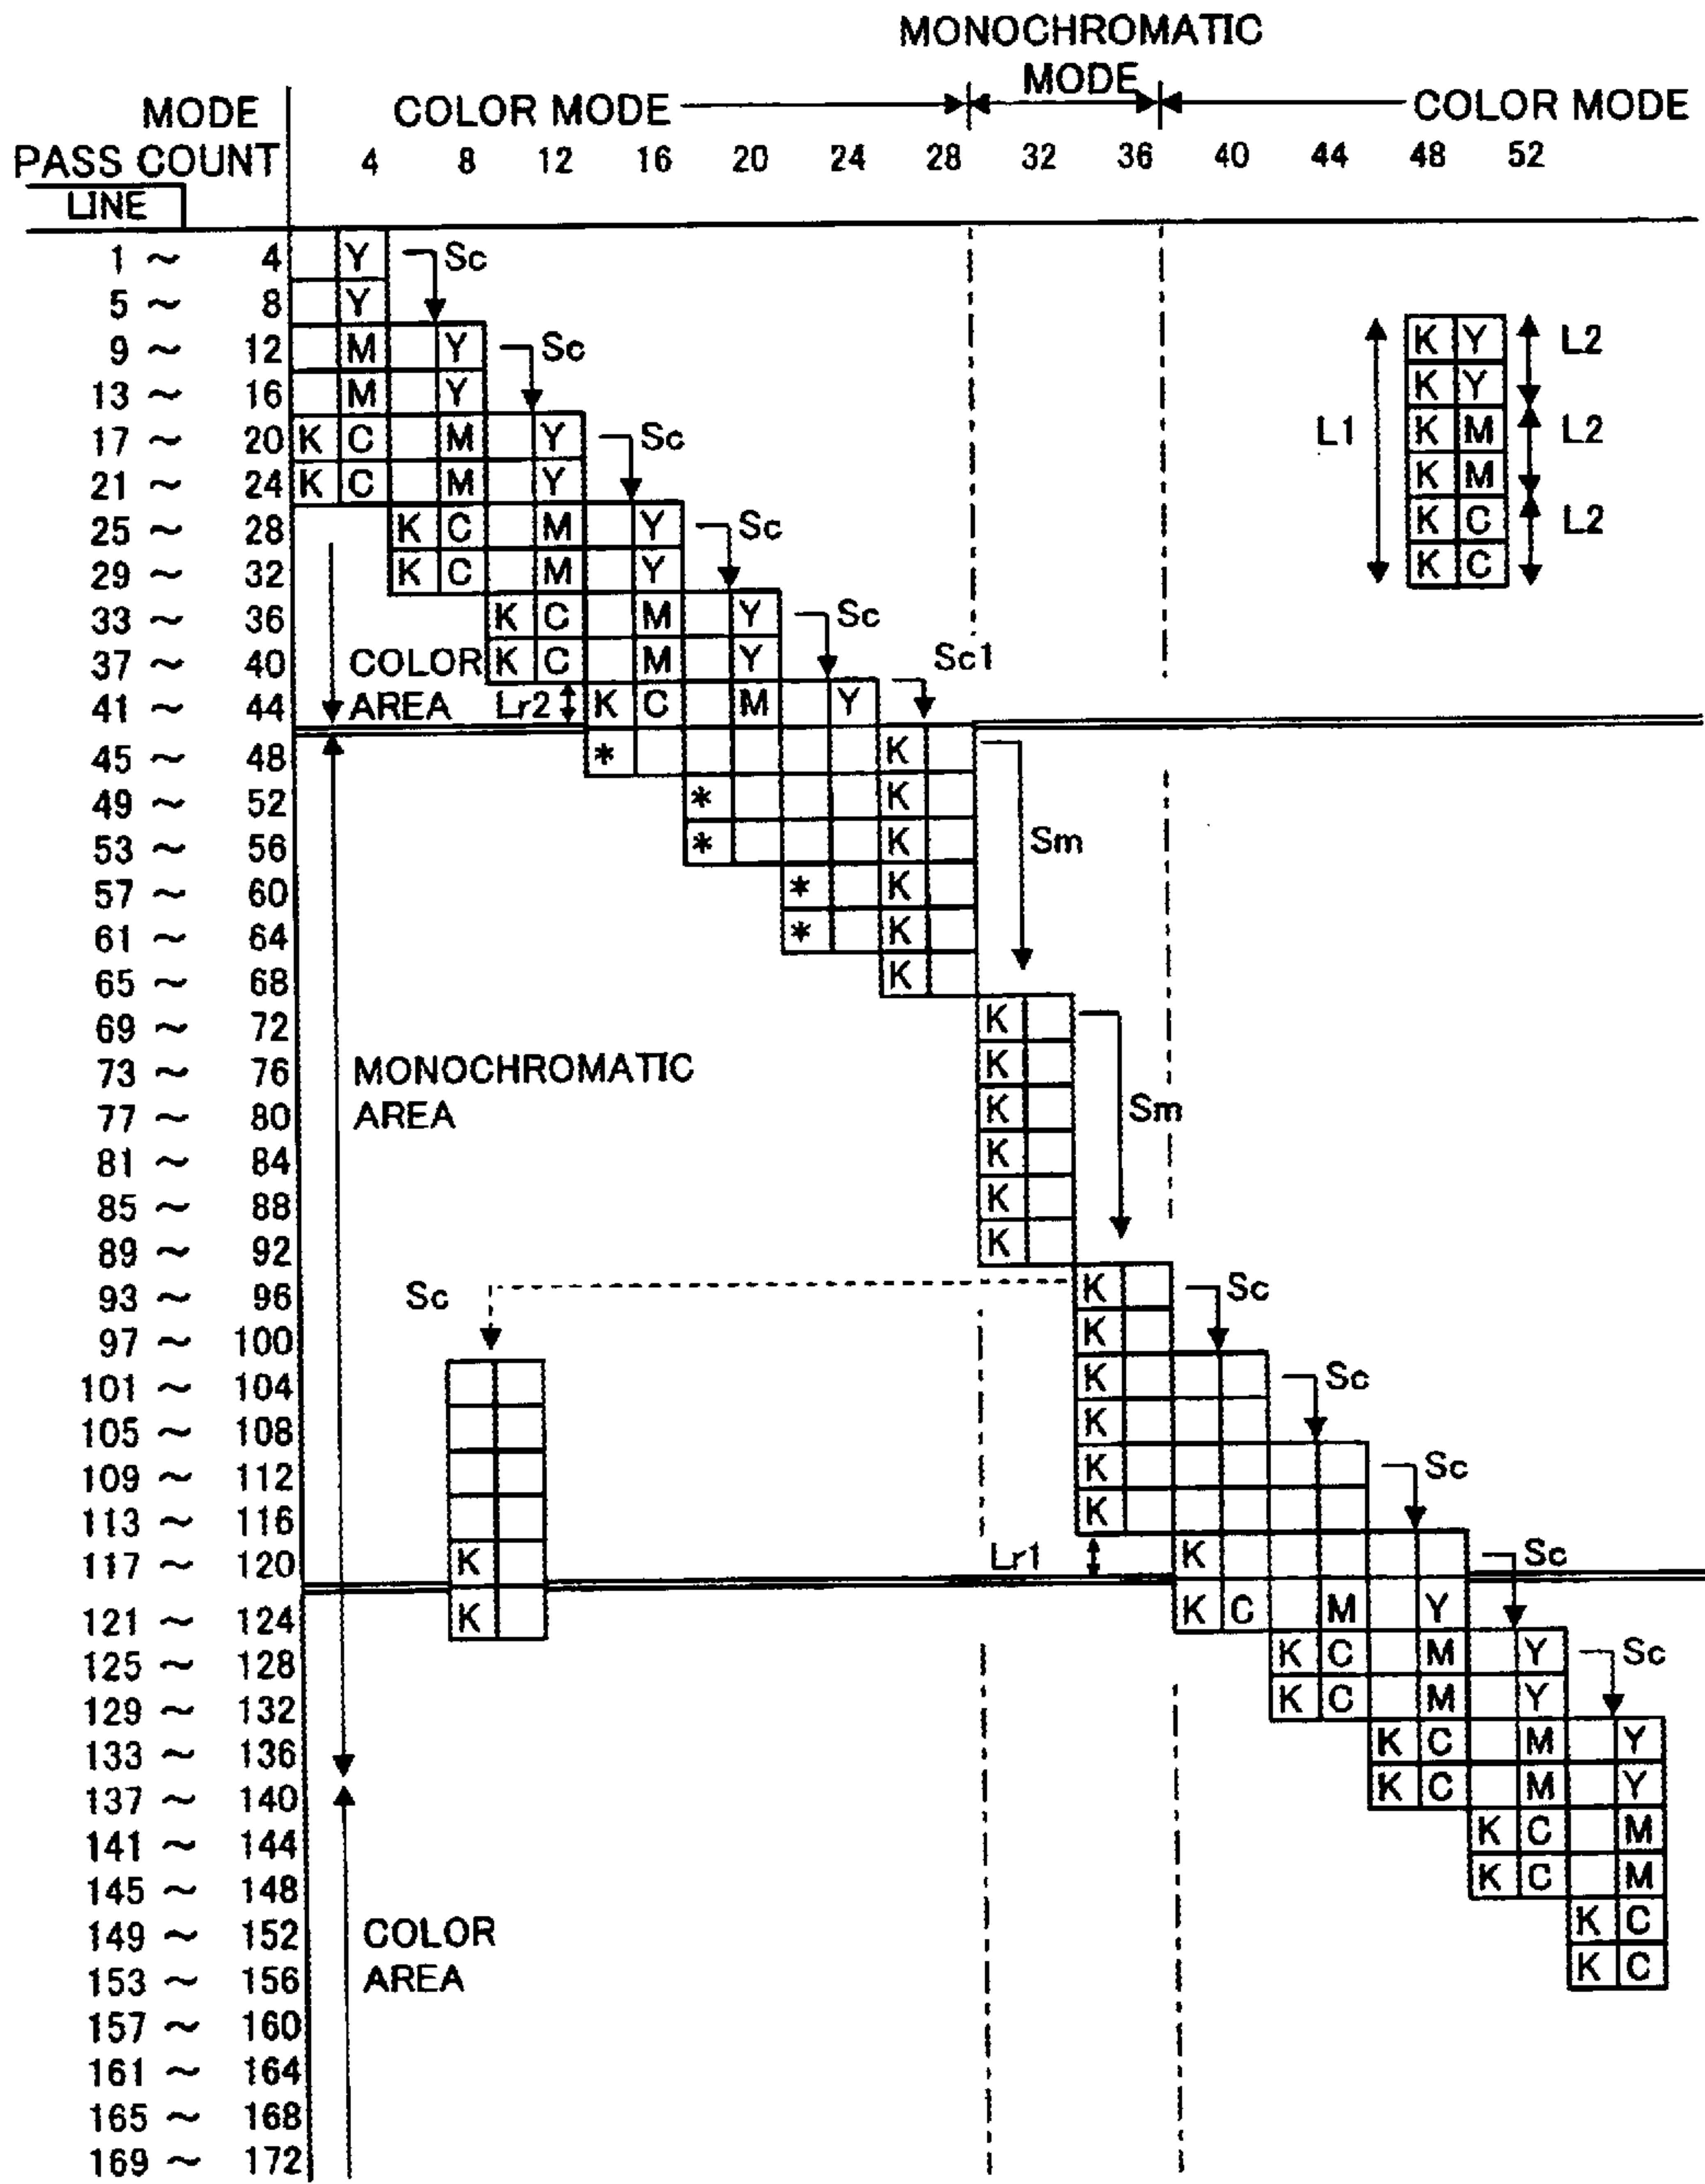 MONOCHROMATIC
MODE
MODE COLOR MODE COLOR MODE
PASS COUNT 4 8 12 16 20 24 28 32 36 40 44 48 52
LINE
1 ~ 4 Y Sc
5 ~ 8 Y
9 ~ 12 M Y Sc K Y L2
13 ~ 16 M Y K Y
17 ~ 20 K C M Y Sc L1 K M L2
21 ~ 24 K C M Y K M
25 ~ 28 K C M Y Sc K C L2
29 ~ 32 K C M Y K C
33 ~ 36 K C M Y Sc
37 ~ 40 COLOR K C M Y Sc1
41 ~ 44 AREA Lr2 K C M Y
45 ~ 48 * K
49 ~ 52 * K
53 ~ 56 * K Sm
57 ~ 60 * K
61 ~ 64 * K
65 ~ 68 K
69 ~ 72 K
73 ~ 76 MONOCHROMATIC K
77 ~ 80 AREA K Sm
81 ~ 84 K
85 ~ 88 K
89 ~ 92 K
93 ~ 96 Sc K Sc
97 ~ 100 K
101 ~ 104 K Sc
105 ~ 108 K
109 ~ 112 K Sc
113 ~ 116 K
117 ~ 120 K Lr1 K Sc
121 ~ 124 K K C M Y
125 ~ 128 K C M Y Sc
129 ~ 132 K C M Y
133 ~ 136 K C M Y
137 ~ 140 K C M Y
141 ~ 144 K C M
145 ~ 148 K C M
149 ~ 152 COLOR K C
153 ~ 156 AREA K C
157 ~ 160
161 ~ 164
165 ~ 168
169 ~ 172